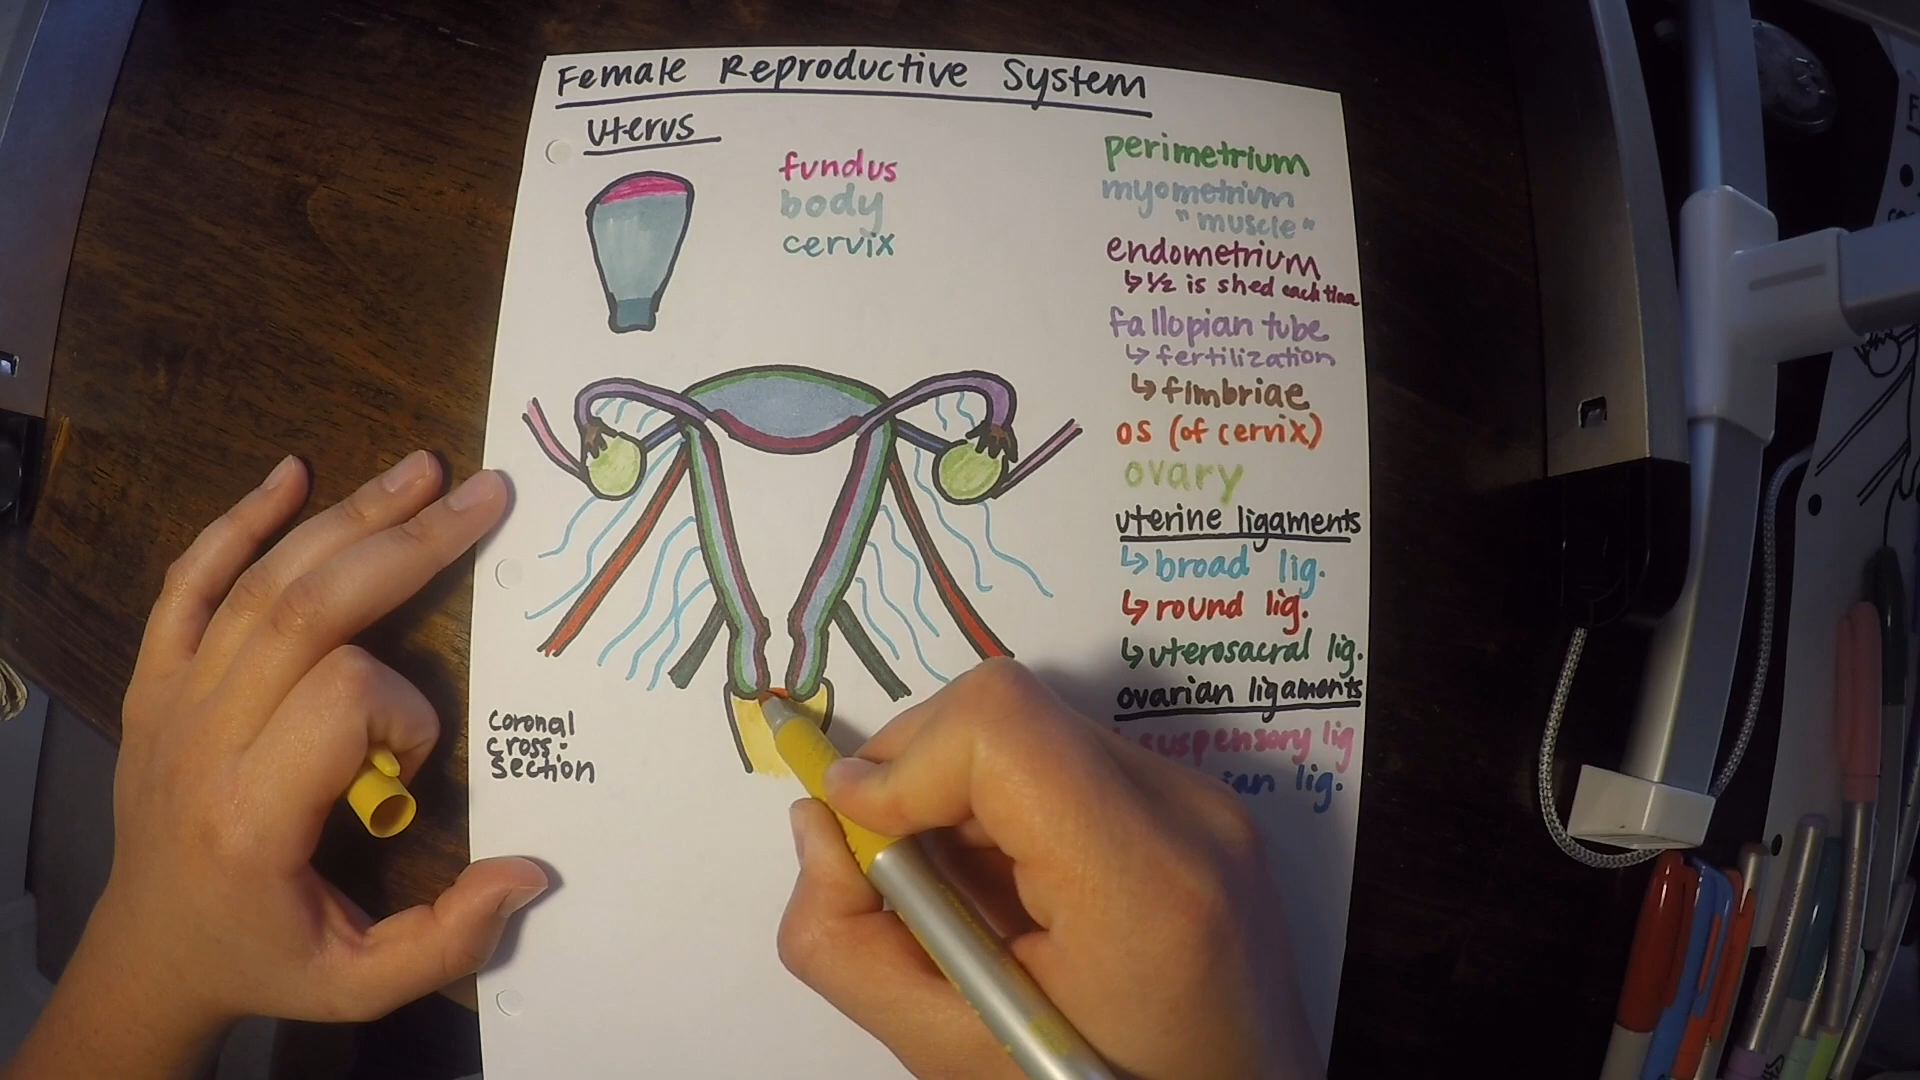 Female Reproductive System
Uterus
fundus
body
cervix
perimetrium
myometrium
"muscle"
endometrium
↳ 1/2 is shed each time
fallopian tube
↳ fertilization
↳ fimbriae
os (of cervix)
ovary
uterine ligaments
↳ broad lig.
↳ round lig.
↳ uterosacral lig.
ovarian ligaments
suspensory lig
lig.
coronal
cross-
section